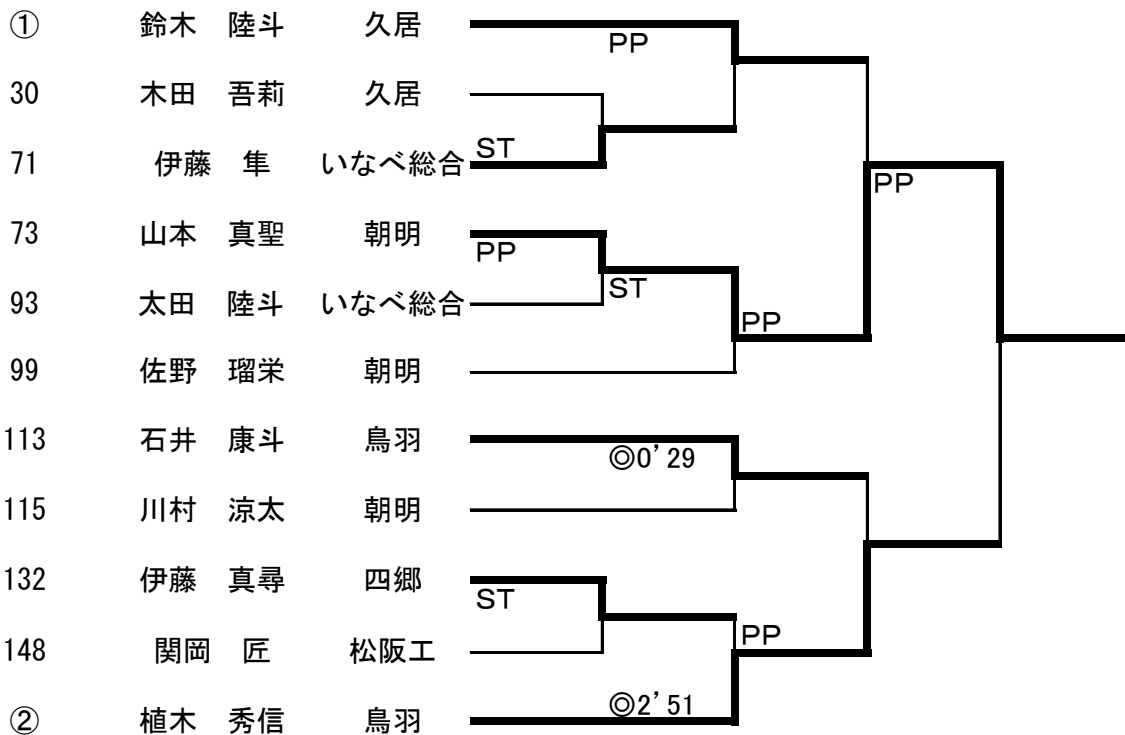 ① 鈴木 陸斗 久居
PP
30 木田 吾莉 久居
71 伊藤 隼 いなべ総合 ST
PP
73 山本 真聖 朝明
PP
ST
93 太田 陸斗 いなべ総合
PP
99 佐野 瑠栄 朝明
113 石井 康斗 鳥羽
◎0'29
115 川村 涼太 朝明
132 伊藤 真尋 四郷
ST
PP
148 関岡 匠 松阪工
◎2'51
② 植木 秀信 鳥羽